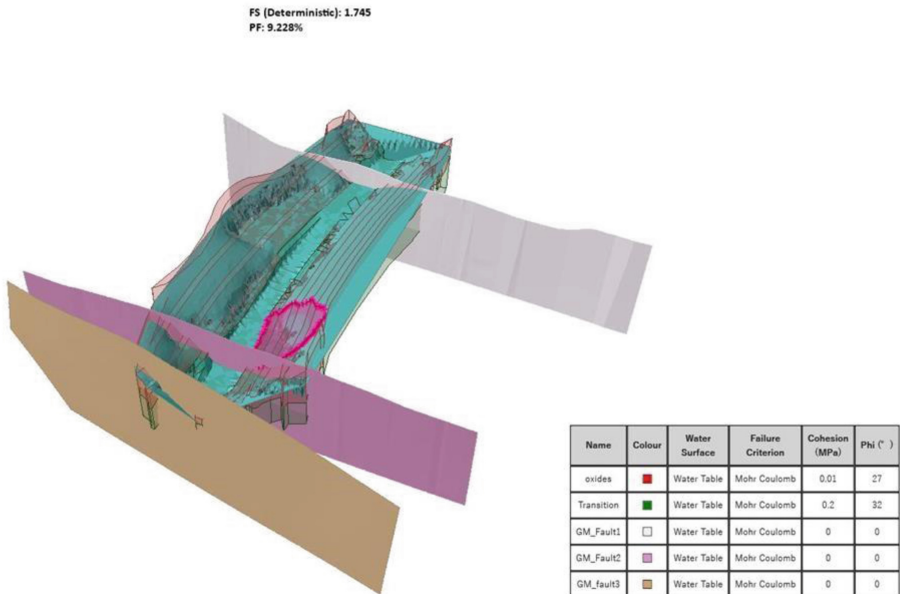 FS (Deterministic): 1.745
PF: 9.228%
Name Colour Water Surface Failure Criterion Cohesion (MPa) Phi (° )
oxides Water Table Mohr Coulomb 0.01 27
Transition Water Table Mohr Coulomb 0.2 32
GM_Fault1 Water Table Mohr Coulomb 0 0
GM_Fault2 Water Table Mohr Coulomb 0 0
GM_fault3 Water Table Mohr Coulomb 0 0